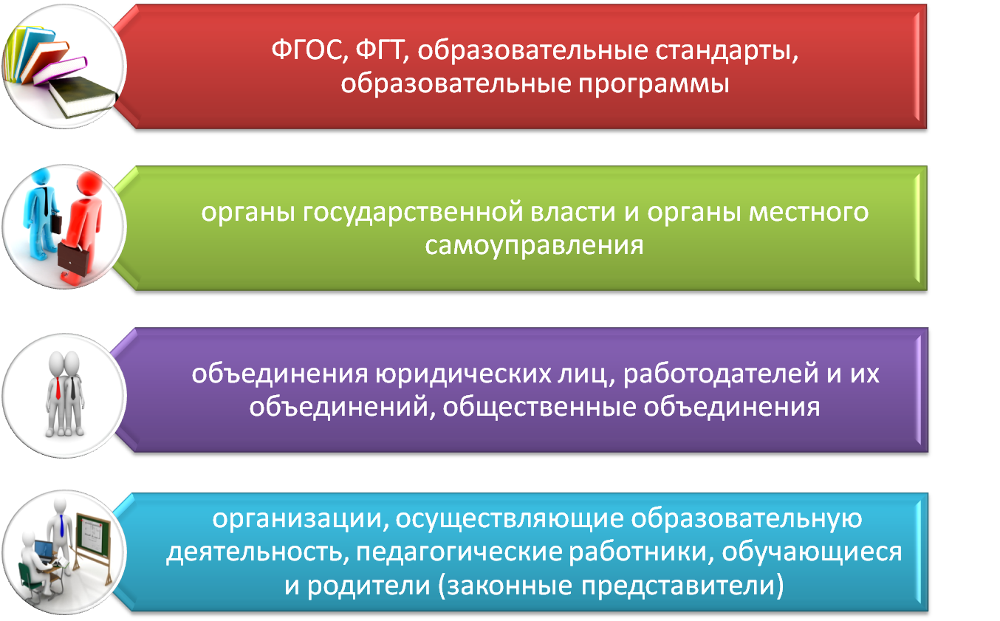 ФГОС, ФГТ, образовательные стандарты,
образовательные программы
органы государственной власти и органы местного
самоуправления
объединения юридических лиц, работодателей и их
объединений, общественные объединения
организации, осуществляющие образовательную
деятельность, педагогические работники, обучающиеся
и родители (законные представители)